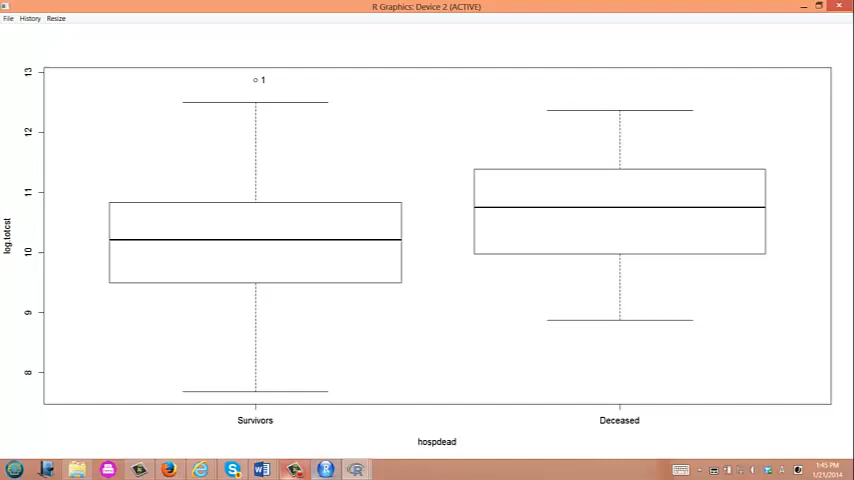 R Graphics: Device 2 (ACTIVE)
File History Resize
13
12
11
10
9
8
log.totcst
1
Survivors
Deceased
hospdead
1:45 PM
1/21/2014